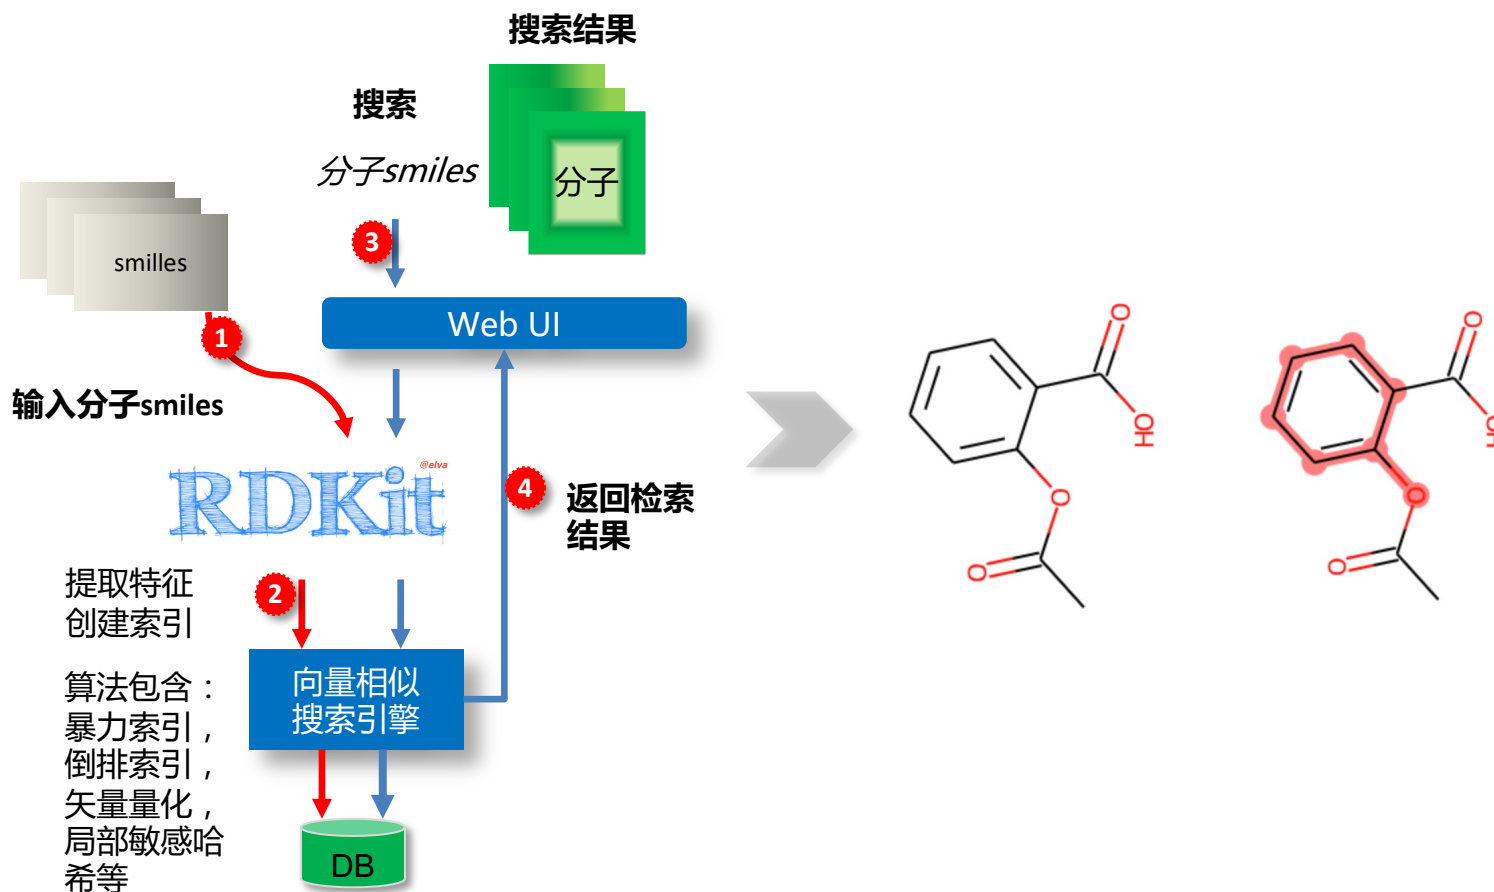 搜索结果
搜索
分子smiles
分子
3
smilles
1
Web UI
输入分子smiles
@elva
RDKit
4
返回检索
结果
提取特征
创建索引
2
向量相似
搜索引擎
算法包含：
暴力索引，
倒排索引，
矢量量化，
局部敏感哈
希等
DB
O
OH
O
O
O
OH
O
O